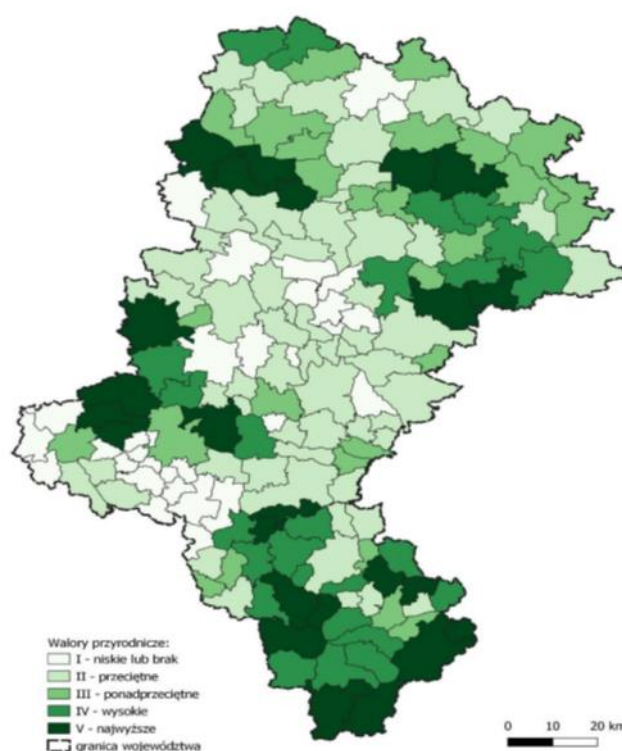 Walory przyrodnicze:
I - niskie lub brak
II - przeciętne
III - ponadprzeciętne
IV - wysokie
V - najwyższe
granica województwa
0 10 20 km